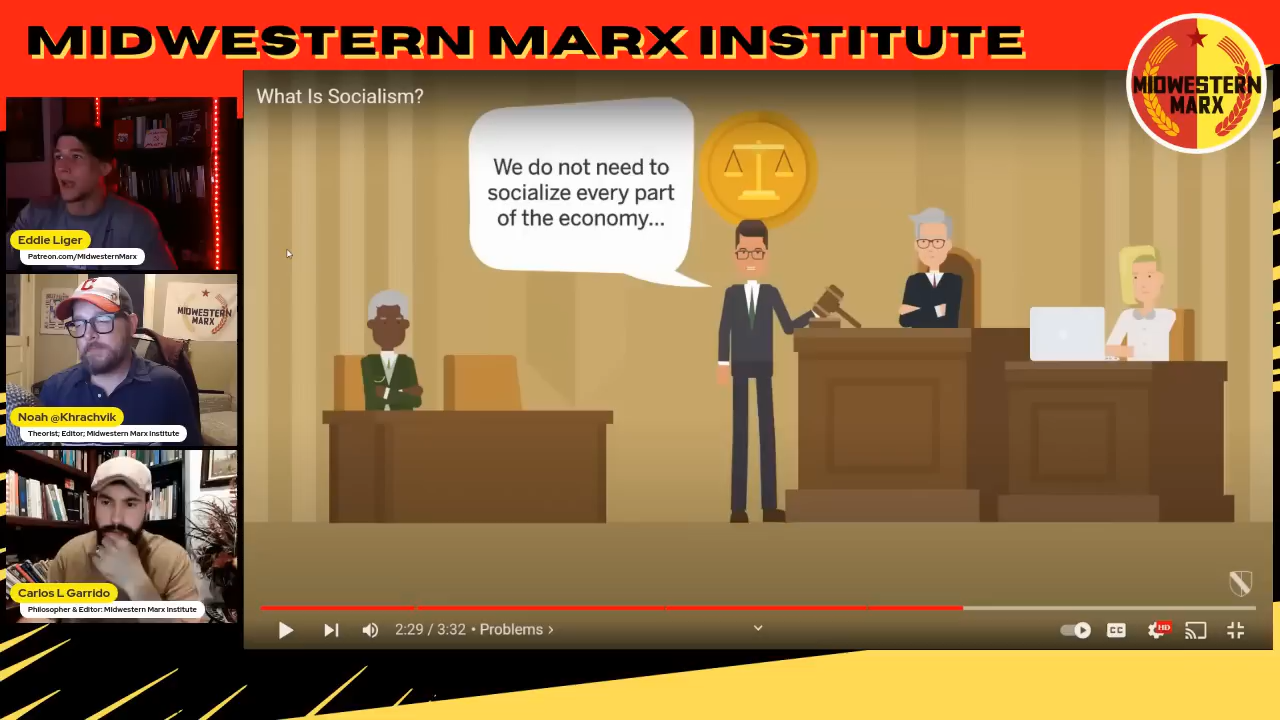 MIDWESTERN MARX INSTITUTE
MIDWESTERN
MARX
What Is Socialism?
We do not need to
socialize every part
of the economy...
Eddie Liger
Patreon.com/MidwesternMarx
C
MIDWESTERN
MARX
Noah @Khrachvik
Theorist; Editor; Midwestern Marx Institute
Carlos L Garrido
Philosopher & Editor: Midwestern Marx Institute
2:29 / 3:32 • Problems ›
CC
HD